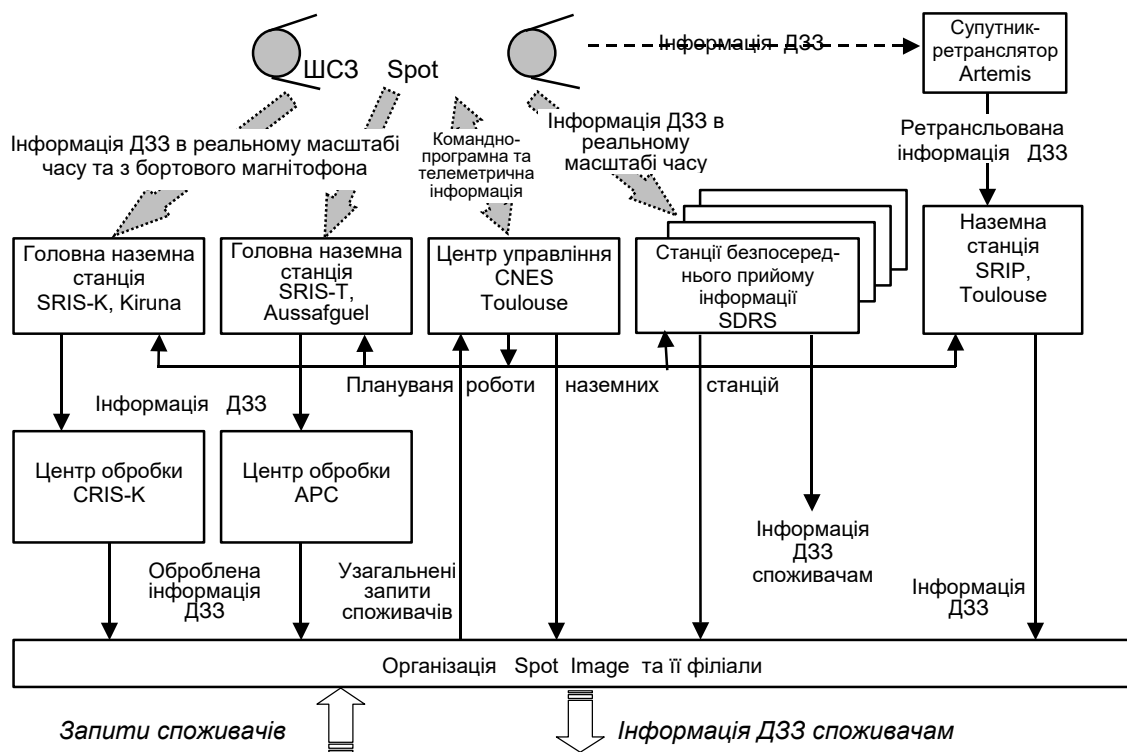 ШСЗ Spot
Інформація ДЗЗ
Супутник-
ретранслятор
Artemis
Інформація ДЗЗ в реальному масштабі
часу та з бортового магнітофона
Командно-
програмна та
телеметрична
інформація
Інформація ДЗЗ в
реальному
масштабі часу
Ретрансльована
інформація ДЗЗ
Головна наземна
станція
SRIS-K, Kiruna
Головна наземна
станція
SRIS-T,
Aussafguel
Центр управління
CNES
Toulouse
Станції безпосеред-
нього прийому
інформації
SDRS
Наземна
станція
SRIP,
Toulouse
Плануваня роботи наземних станцій
Інформація ДЗЗ
Центр обробки
CRIS-K
Центр обробки
APC
Інформація
ДЗЗ
споживачам
Оброблена
інформація
ДЗЗ
Узагальнені
запити
споживачів
Інформація
ДЗЗ
Організація Spot Image та її філіали
Запити споживачів
Інформація ДЗЗ споживачам